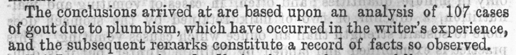 The conclusions arrived at are based upon an analysis of 107 cases
of gout due to plumbism, which have occurred in the writer's experience,
and the subsequent remarks constitute a record of facts so observed.